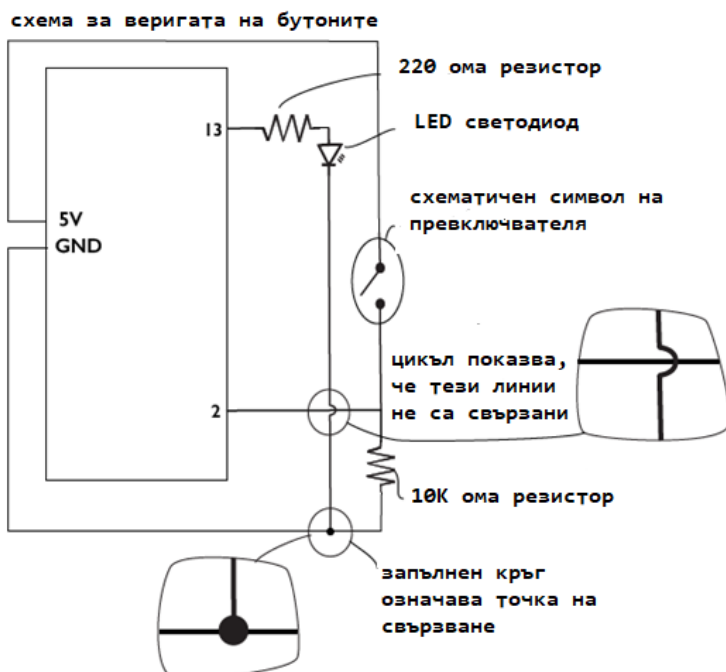 схема за веригата на бутоните
220 ома резистор
13
LED светодиод
схематичен символ на
превключвателя
5V
GND
цикъл показва,
че тези линии
не са свързани
2
10K ома резистор
запълнен кръг
означава точка на
свързване